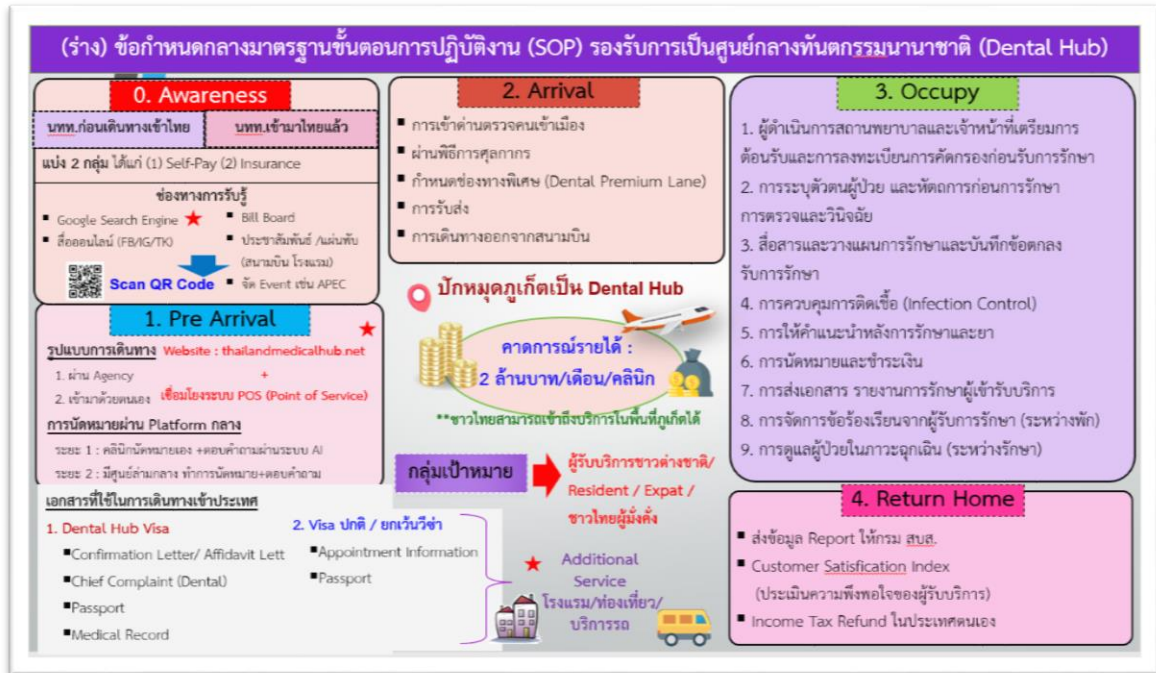 (ร่าง) ข้อกำหนดกลางมาตรฐานขั้นตอนการปฏิบัติงาน (SOP) รองรับการเป็นศูนย์กลางทันตกรรมนานาชาติ (Dental Hub)
0. Awareness
นทท.ก่อนเดินทางเข้าไทย
นทท.เข้ามาไทยแล้ว
แบ่ง 2 กลุ่ม ได้แก่ (1) Self-Pay (2) Insurance
ช่องทางการรับรู้
▪ Google Search Engine
▪ สื่อออนไลน์ (FB/IG/TK)
Scan QR Code
▪ Bill Board
▪ ประชาสัมพันธ์ /แผ่นพับ
(สนามบิน โรงแรม)
▪ จัด Event เช่น APEC
1. Pre Arrival
รูปแบบการเดินทาง Website : thailandmedicalhub.net
1. ผ่าน Agency +
2. เข้ามาด้วยตนเอง เชื่อมโยงระบบ POS (Point of Service)
การนัดหมายผ่าน Platform กลาง
ระยะ 1 : คลินิกนัดหมายเอง +ตอบคำถามผ่านระบบ AI
ระยะ 2 : มีศูนย์ล่ามกลาง ทำการนัดหมาย+ตอบคำถาม
เอกสารที่ใช้ในการเดินทางเข้าประเทศ
1. Dental Hub Visa
▪Confirmation Letter/ Affidavit Lett
▪Chief Complaint (Dental)
▪Passport
▪Medical Record
2. Visa ปกติ / ยกเว้นวีซ่า
▪Appointment Information
▪Passport
2. Arrival
▪ การเข้าด่านตรวจคนเข้าเมือง
▪ ผ่านพิธีการศุลกากร
▪ กำหนดช่องทางพิเศษ (Dental Premium Lane)
▪ การรับส่ง
▪ การเดินทางออกจากสนามบิน
ปักหมุดภูเก็ตเป็น Dental Hub
คาดการณ์รายได้ :
2 ล้านบาท/เดือน/คลินิก
**ชาวไทยสามารถเข้าถึงบริการในพื้นที่ภูเก็ตได้
กลุ่มเป้าหมาย
ผู้รับบริการชาวต่างชาติ/
Resident / Expat /
ชาวไทยผู้มั่งคั่ง
Additional
Service
โรงแรม/ท่องเที่ยว/
บริการรถ
3. Occupy
1. ผู้ดำเนินการสถานพยาบาลและเจ้าหน้าที่เตรียมการ
ต้อนรับและการลงทะเบียนการคัดกรองก่อนรับการรักษา
2. การระบุตัวตนผู้ป่วย และหัตถการก่อนการรักษา
การตรวจและวินิจฉัย
3. สื่อสารและวางแผนการรักษาและบันทึกข้อตกลง
รับการรักษา
4. การควบคุมการติดเชื้อ (Infection Control)
5. การให้คำแนะนำหลังการรักษาและยา
6. การนัดหมายและชำระเงิน
7. การส่งเอกสาร รายงานการรักษาผู้เข้ารับบริการ
8. การจัดการข้อร้องเรียนจากผู้รับการรักษา (ระหว่างพัก)
9. การดูแลผู้ป่วยในภาวะฉุกเฉิน (ระหว่างรักษา)
4. Return Home
▪ ส่งข้อมูล Report ให้กรม สบส.
▪ Customer Satisfication Index
(ประเมินความพึงพอใจของผู้รับบริการ)
▪ Income Tax Refund ในประเทศตนเอง